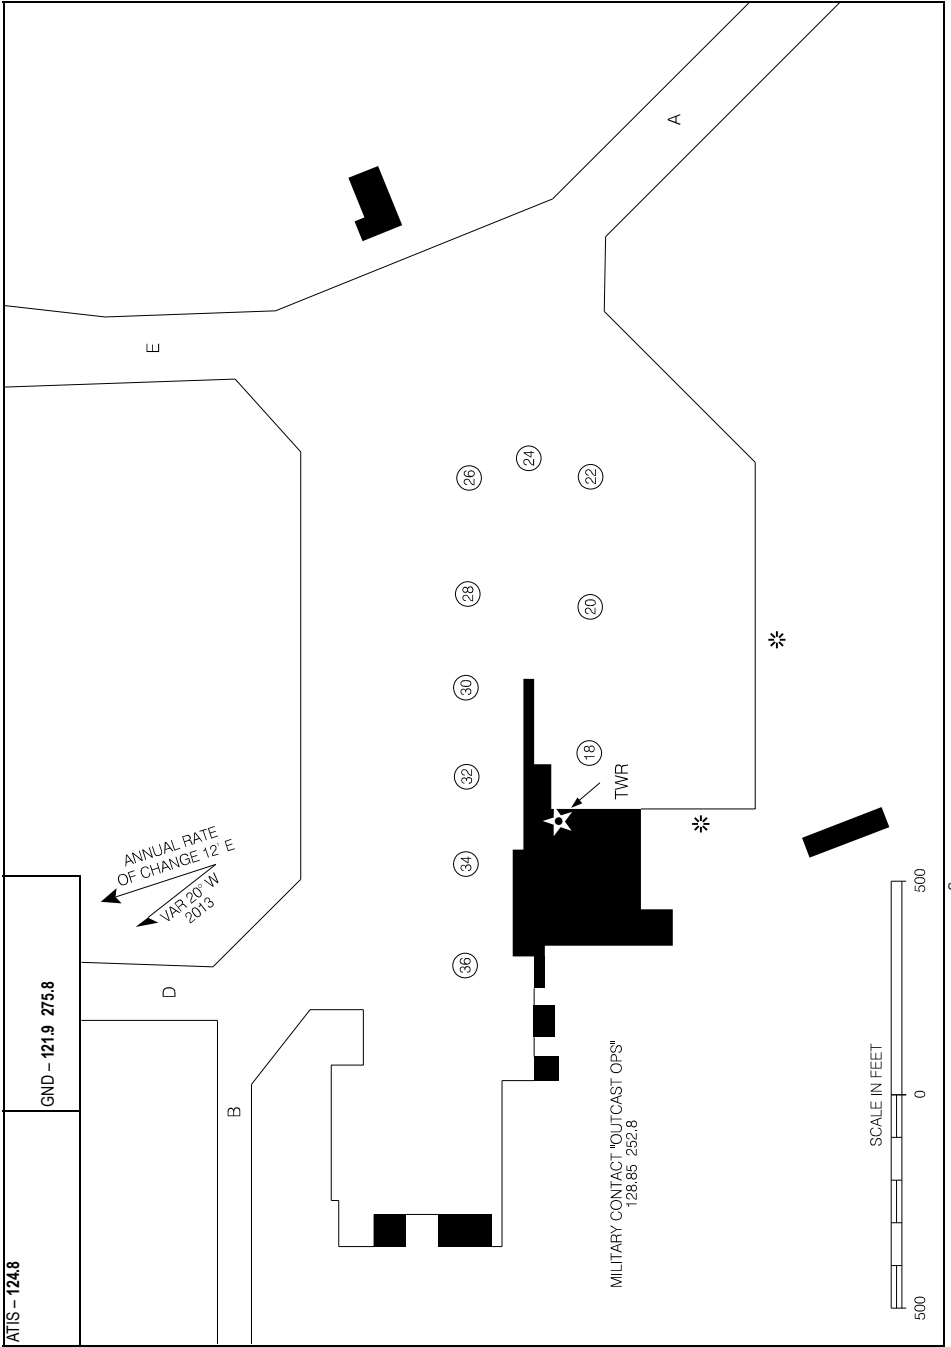 ATIS – 124.8
GND – 121.9 275.8
ANNUAL RATE
OF CHANGE 12' E
VAR 20° W
2013
A
E
D
B
26
24
22
28
20
30
18
32
TWR
34
36
MILITARY CONTACT "OUTCAST OPS"
128.85 252.8
SCALE IN FEET
500 0 500